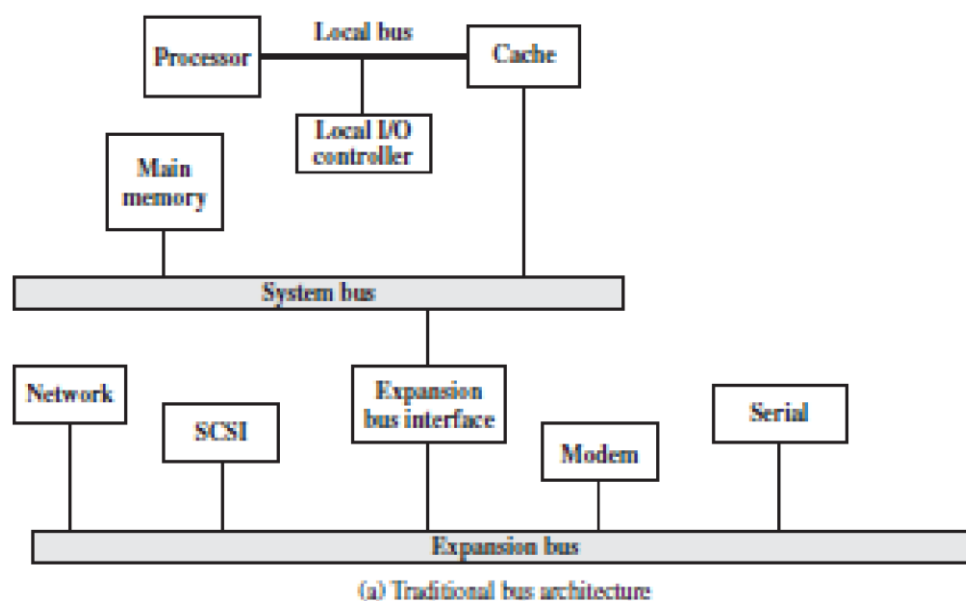 Local bus
Processor
Cache
Local I/O
controller
Main
memory
System bus
Network
SCSI
Expansion
bus interface
Modem
Serial
Expansion bus
(a) Traditional bus architecture